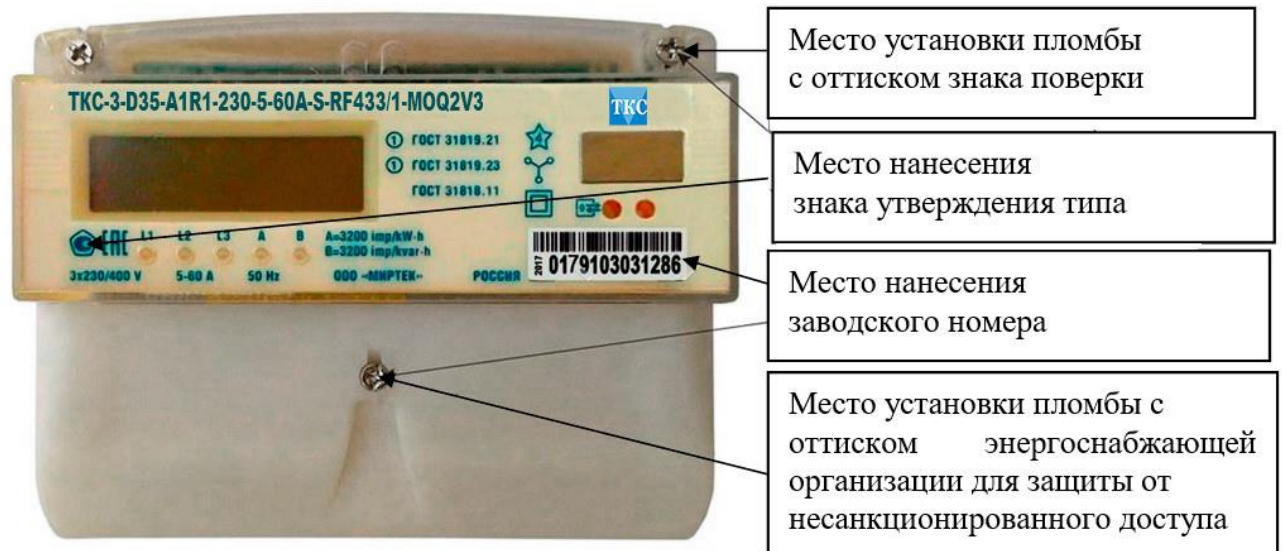 ТКС-3-D35-A1R1-230-5-60A-S-RF433/1-MOQ2V3
ТКС
① ГОСТ 31819.21
① ГОСТ 31819.23
ГОСТ 31818.11
4
ЕАС
L1 L2 L3 A B
A=3200 imp/kW·h
B=3200 imp/kvar·h
3x230/400 V 5-60 A 50 Hz ООО «МИРТЕК» РОССИЯ
2017
0179103031286
Место установки пломбы
с оттиском знака поверки
Место нанесения
знака утверждения типа
Место нанесения
заводского номера
Место установки пломбы с
оттиском энергоснабжающей
организации для защиты от
несанкционированного доступа